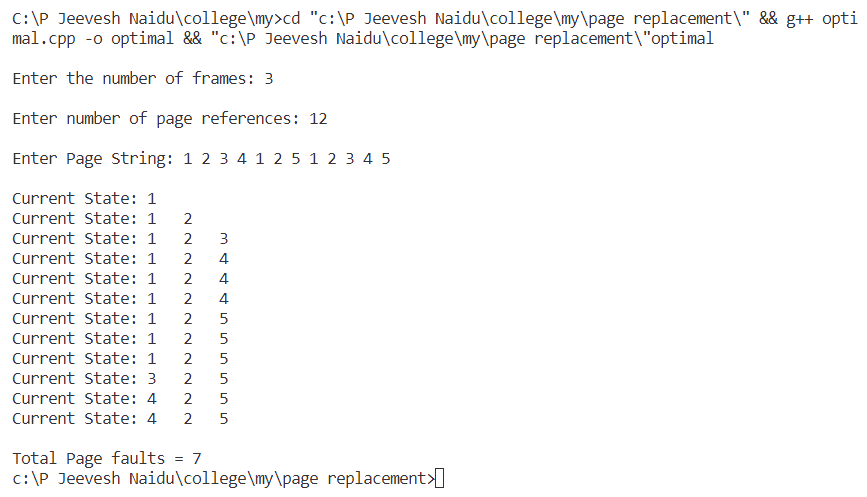 C:\P Jeevesh Naidu\college\my>cd "c:\P Jeevesh Naidu\college\my\page replacement\" && g++ opti
mal.cpp -o optimal && "c:\P Jeevesh Naidu\college\my\page replacement\"optimal
Enter the number of frames: 3
Enter number of page references: 12
Enter Page String: 1 2 3 4 1 2 5 1 2 3 4 5
Current State: 1
Current State: 1   2
Current State: 1   2   3
Current State: 1   2   4
Current State: 1   2   4
Current State: 1   2   4
Current State: 1   2   5
Current State: 1   2   5
Current State: 1   2   5
Current State: 3   2   5
Current State: 4   2   5
Current State: 4   2   5
Total Page faults = 7
c:\P Jeevesh Naidu\college\my\page replacement>